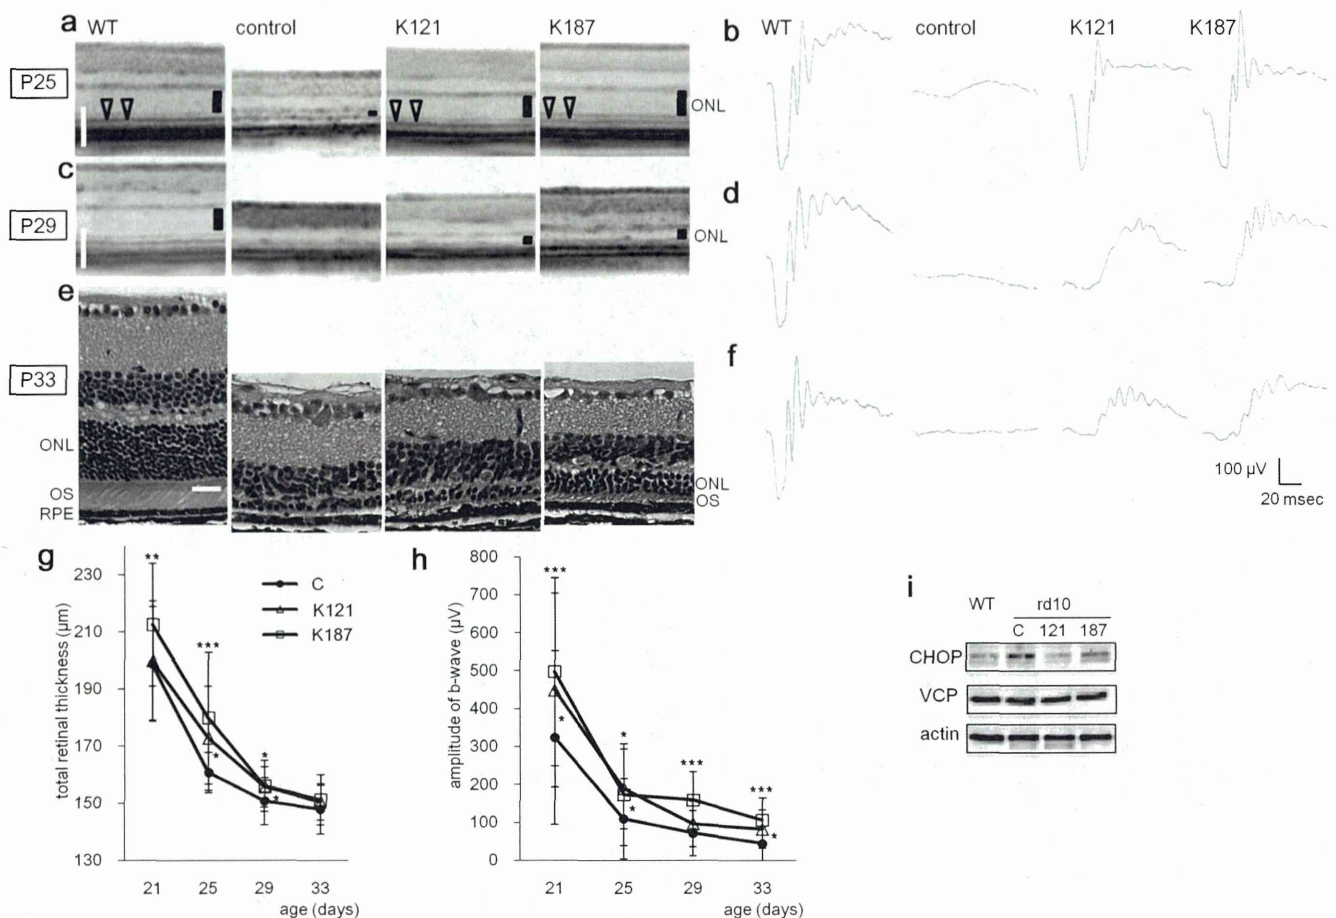 a WT control K121 K187
P25
ONL
c
P29
ONL
e
P33
ONL
OS
RPE
ONL
OS
b WT control K121 K187
d
f
100 µV
20 msec
g
total retinal thickness (µm)
230
210
190
170
150
130
** *** * * *
C
K121
K187
21 25 29 33
age (days)
h
amplitude of b-wave (µV)
800
700
600
500
400
300
200
100
0
*** * * * *** *** *
21 25 29 33
age (days)
i
WT rd10
C 121 187
CHOP
VCP
actin